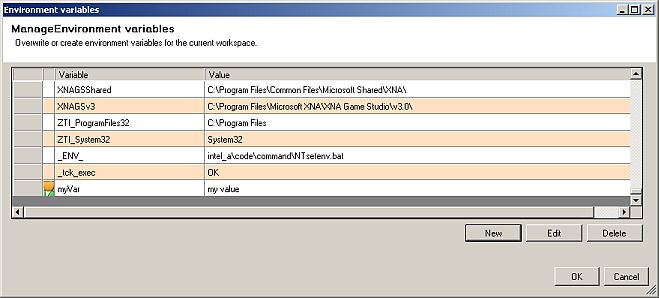 Environment variables
ManageEnvironment variables
Overwrite or create environment variables for the current workspace.
Variable Value
XNAGSShared C:\Program Files\Common Files\Microsoft Shared\XNA\
XNAGSv3 C:\Program Files\Microsoft XNA\XNA Game Studio\v3.0\
ZTI_ProgramFiles32 C:\Program Files
ZTI_System32 System32
_ENV_ intel_a\code\command\NTsetenv.bat
_tck_exec OK
myVar my value
New Edit Delete
OK Cancel